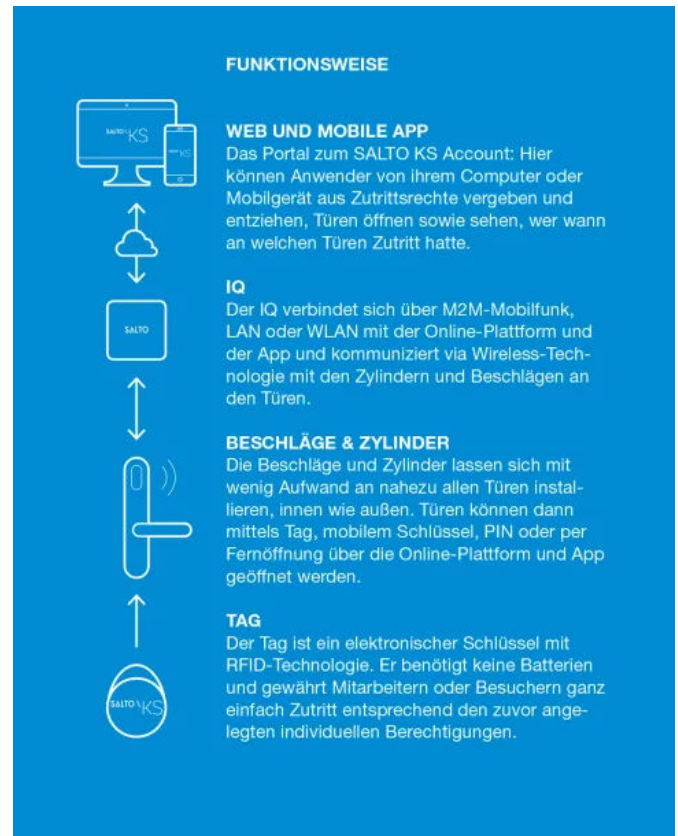 FUNKTIONSWEISE
SALTO KS
KS
WEB UND MOBILE APP
Das Portal zum SALTO KS Account: Hier
können Anwender von ihrem Computer oder
Mobilgerät aus Zutrittsrechte vergeben und
entziehen, Türen öffnen sowie sehen, wer wann
an welchen Türen Zutritt hatte.
SALTO
IQ
Der IQ verbindet sich über M2M-Mobilfunk,
LAN oder WLAN mit der Online-Plattform und
der App und kommuniziert via Wireless-Tech-
nologie mit den Zylindern und Beschlägen an
den Türen.
BESCHLÄGE & ZYLINDER
Die Beschläge und Zylinder lassen sich mit
wenig Aufwand an nahezu allen Türen instal-
lieren, innen wie außen. Türen können dann
mittels Tag, mobilem Schlüssel, PIN oder per
Fernöffnung über die Online-Plattform und App
geöffnet werden.
TAG
Der Tag ist ein elektronischer Schlüssel mit
RFID-Technologie. Er benötigt keine Batterien
und gewährt Mitarbeitern oder Besuchern ganz
einfach Zutritt entsprechend den zuvor ange-
legten individuellen Berechtigungen.
SALTO KS